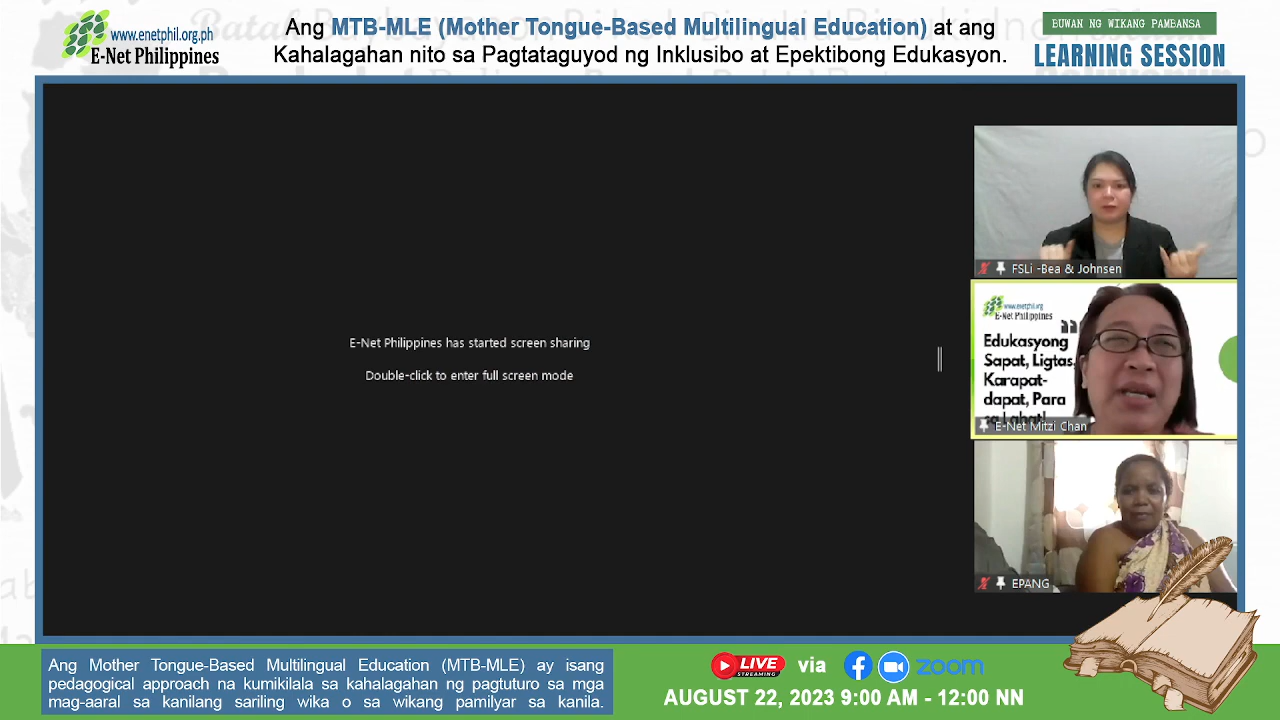 www.enetphil.org.ph
E-Net Philippines
Ang MTB-MLE (Mother Tongue-Based Multilingual Education) at ang
Kahalagahan nito sa Pagtataguyod ng Inklusibo at Epektibong Edukasyon.
BUWAN NG WIKANG PAMBANSA
LEARNING SESSION
E-Net Philippines has started screen sharing
Double-click to enter full screen mode
FSLi -Bea & Johnsen
www.enetphil.org
E-Net Philippines
Edukasyong
Sapat, Ligtas,
Karapat-
dapat, Para
sa Lahat!
E-Net Mitzi Chan
EPANG
Ang Mother Tongue-Based Multilingual Education (MTB-MLE) ay isang
pedagogical approach na kumikilala sa kahalagahan ng pagtuturo sa mga
mag-aaral sa kanilang sariling wika o sa wikang pamilyar sa kanila.
LIVE
STREAMING
via
zoom
AUGUST 22, 2023 9:00 AM - 12:00 NN